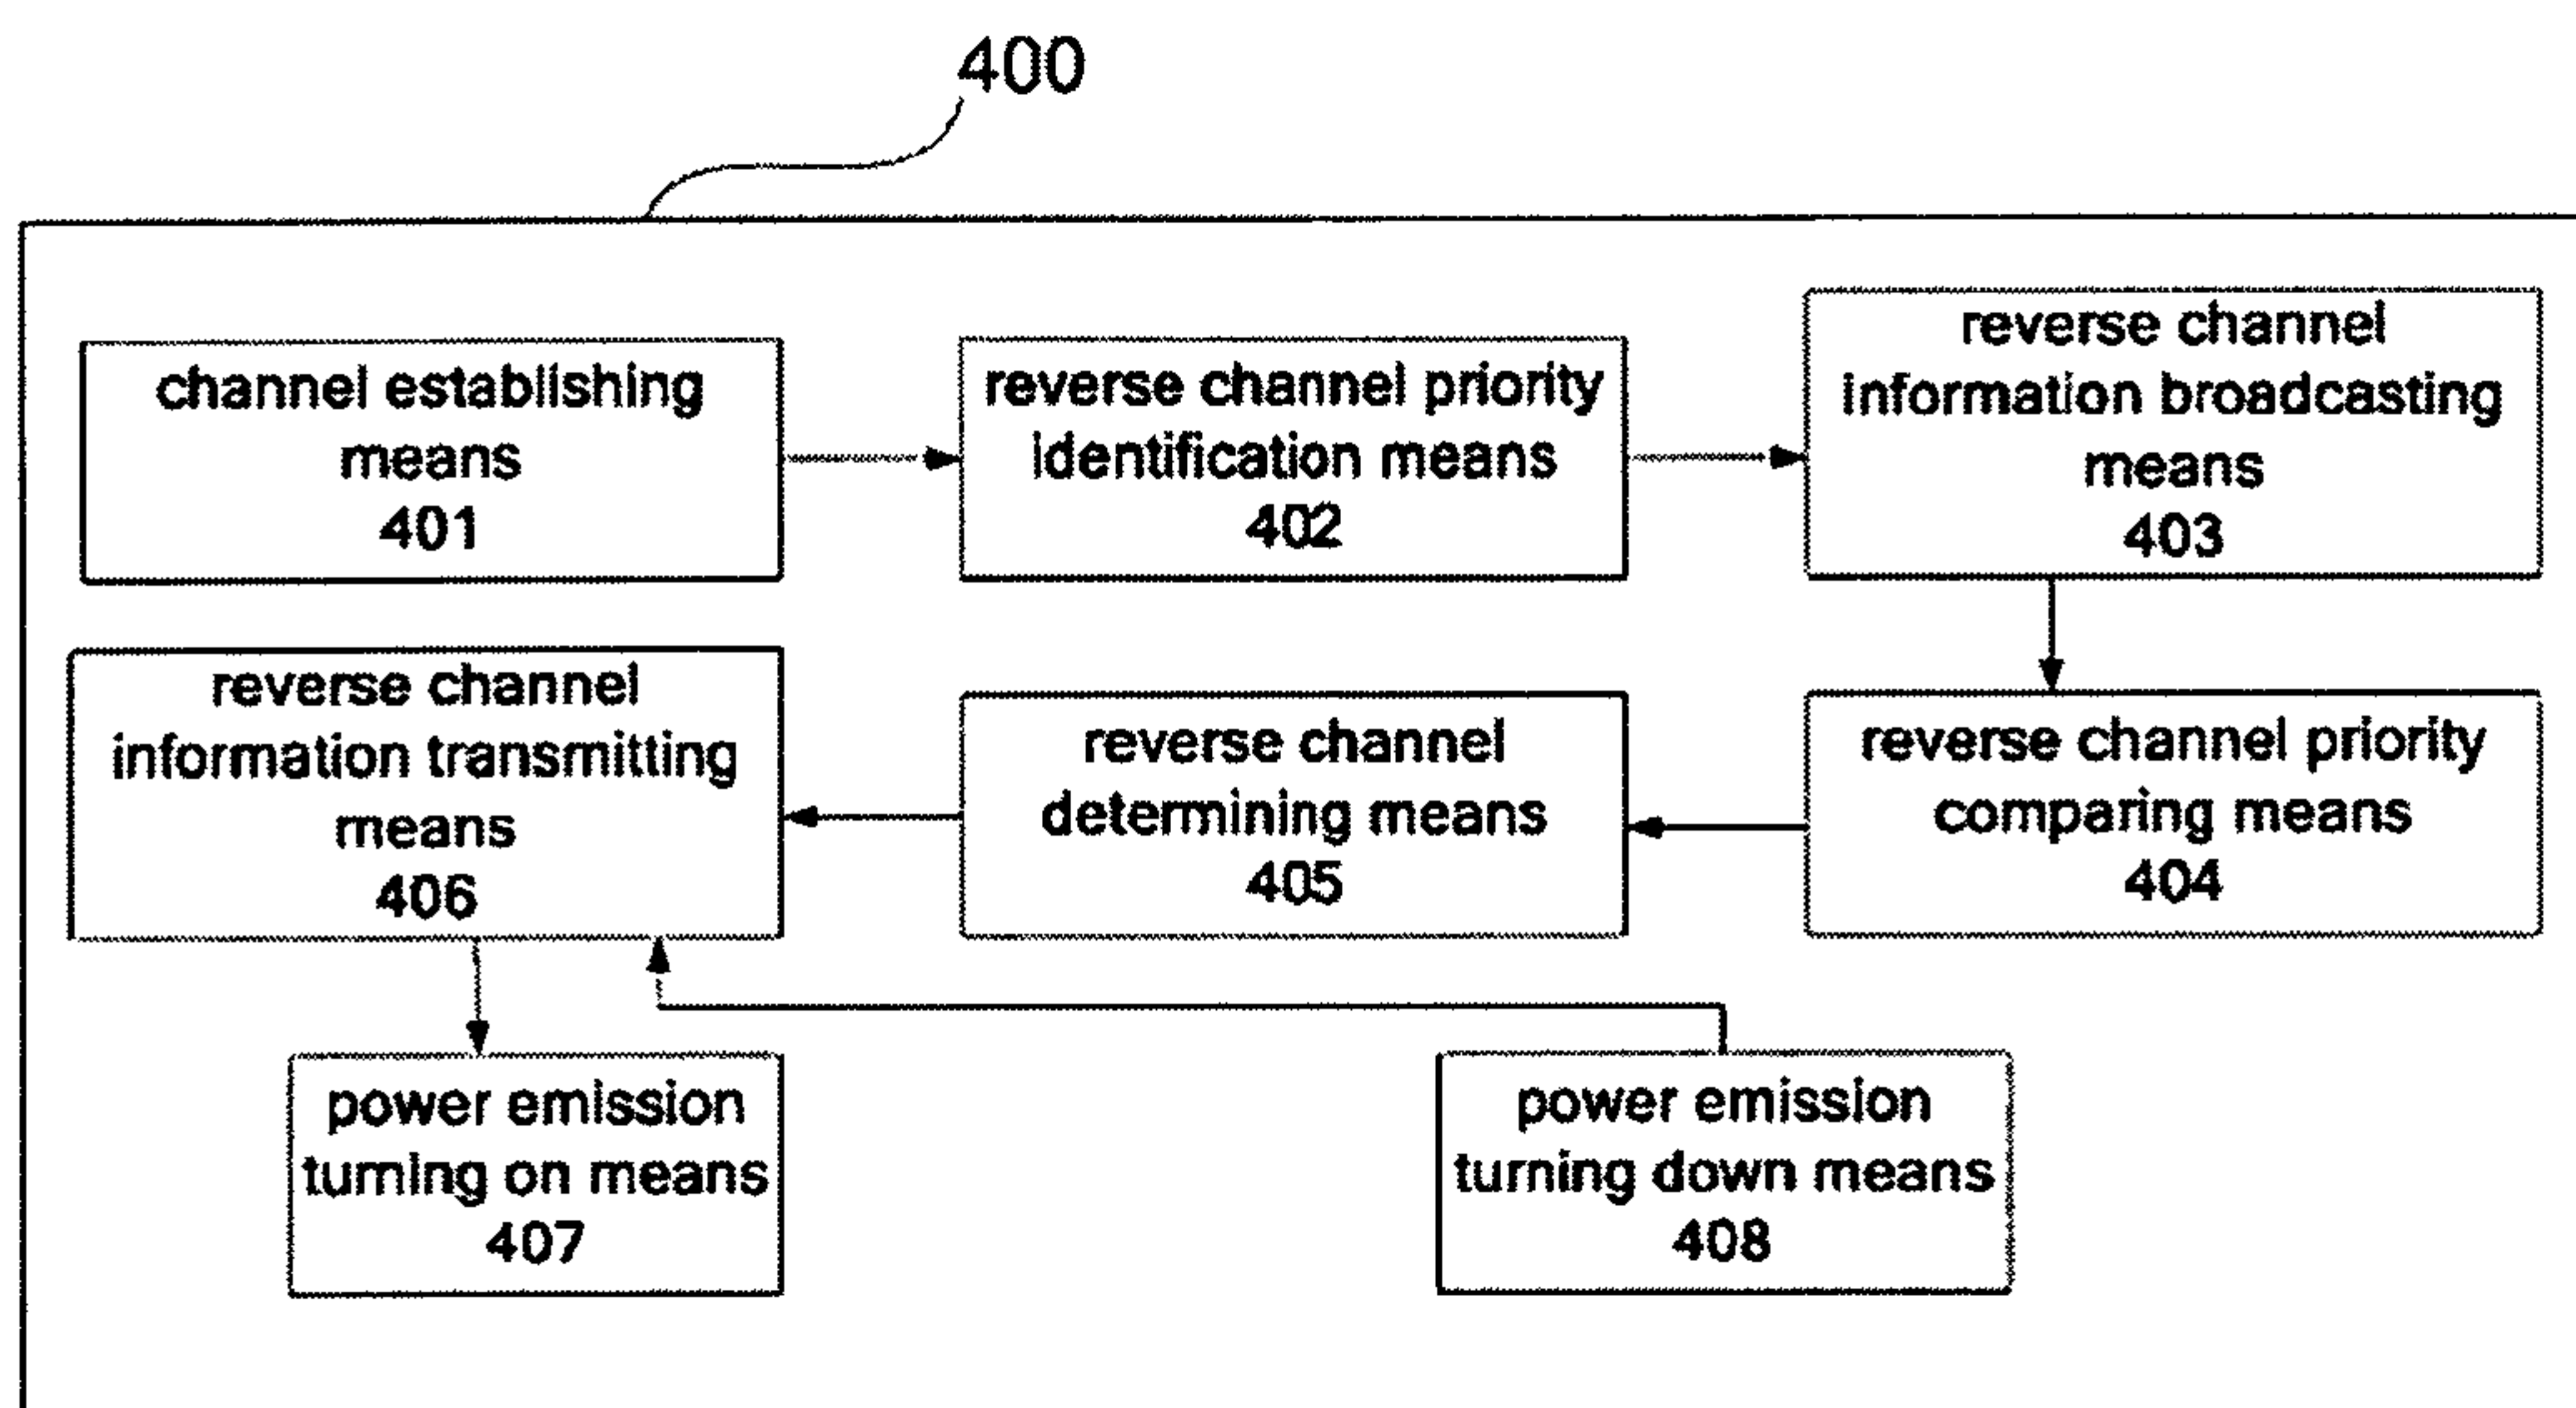 400
channel establishing
means
401
reverse channel priority
identification means
402
reverse channel
information broadcasting
means
403
reverse channel
information transmitting
means
406
reverse channel
determining means
405
reverse channel priority
comparing means
404
power emission
turning on means
407
power emission
turning down means
408